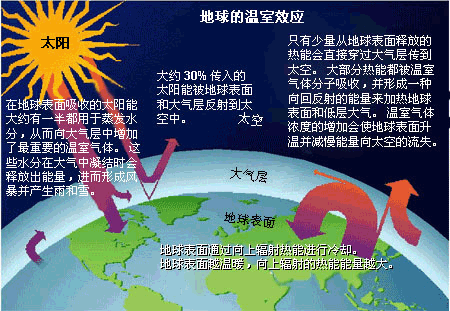 地球的温室效应
太阳
在地球表面吸收的太阳能
大约有一半都用于蒸发水
分，从而向大气层中增加
了最重要的温室气体。 这
些水分在大气中凝结时会
释放出能量，进而形成风
暴并产生雨和雪。
大约 30% 传入的
太阳能被地球表面
和大气层反射到太
空中。
太空
只有少量从地球表面释放的
热能会直接穿过大气层传到
太空。 大部分热能都被温室
气体分子吸收，并形成一种
向回反射的能量来加热地球
表面和低层大气。 温室气体
浓度的增加会使地球表面升
温并减慢能量向太空的流失。
大气层
地球表面
地球表面通过向上辐射热能进行冷却。
地球表面越温暖，向上辐射的热能能量越大。